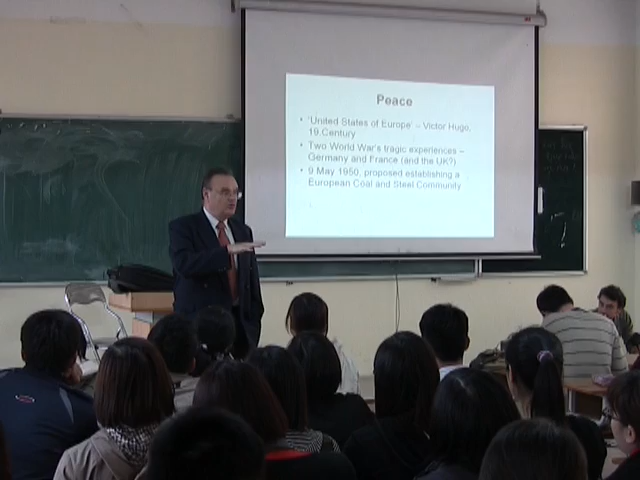 Peace
• 'United States of Europe' – Victor Hugo,
19.Century
• Two World War's tragic experiences –
Germany and France (and the UK?)
• 9 May 1950, proposed establishing a
European Coal and Steel Community